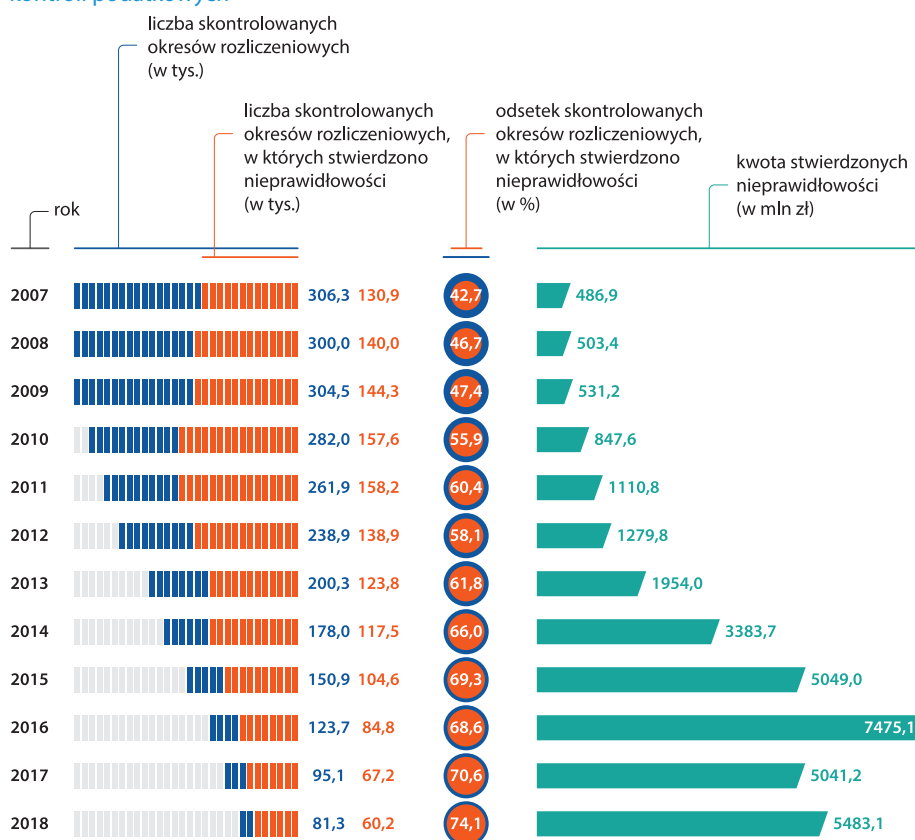 kontroli podatkowych
liczba skontrolowanych
okresów rozliczeniowych
(w tys.)
liczba skontrolowanych
okresów rozliczeniowych,
w których stwierdzono
nieprawidłowości
(w tys.)
odsetek skontrolowanych
okresów rozliczeniowych,
w których stwierdzono
nieprawidłowości
(w %)
kwota stwierdzonych
nieprawidłowości
(w mln zł)
rok
2007 306,3 130,9 42,7 486,9
2008 300,0 140,0 46,7 503,4
2009 304,5 144,3 47,4 531,2
2010 282,0 157,6 55,9 847,6
2011 261,9 158,2 60,4 1110,8
2012 238,9 138,9 58,1 1279,8
2013 200,3 123,8 61,8 1954,0
2014 178,0 117,5 66,0 3383,7
2015 150,9 104,6 69,3 5049,0
2016 123,7 84,8 68,6 7475,1
2017 95,1 67,2 70,6 5041,2
2018 81,3 60,2 74,1 5483,1